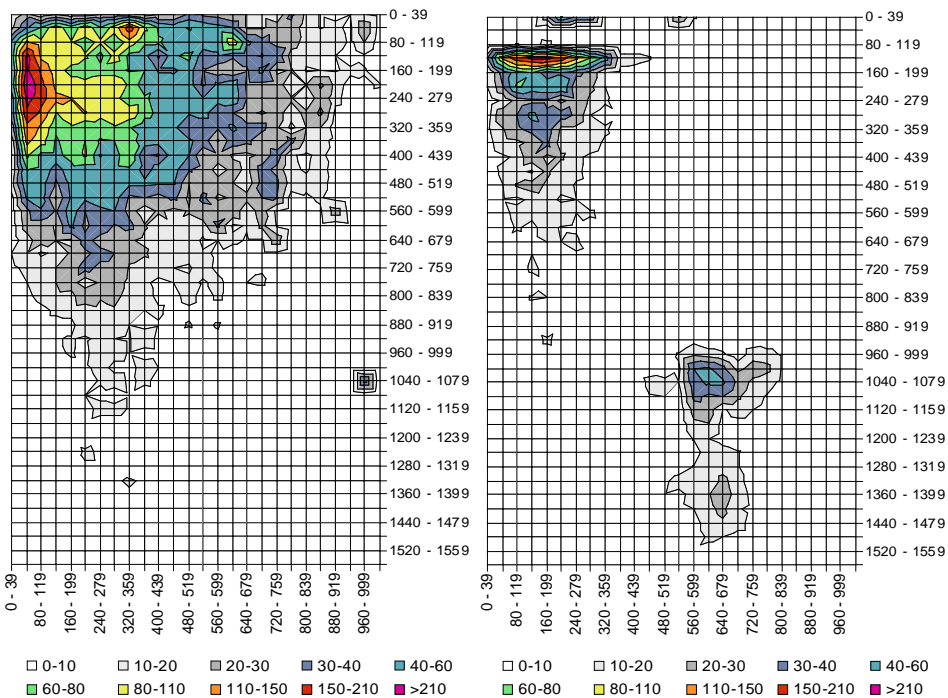 0 - 39
80 - 119
160 - 199
240 - 279
320 - 359
400 - 439
480 - 519
560 - 599
640 - 679
720 - 759
800 - 839
880 - 919
960 - 999
1040 - 1079
1120 - 1159
1200 - 1239
1280 - 1319
1360 - 1399
1440 - 1479
1520 - 1559
0 - 39
80 - 119
160 - 199
240 - 279
320 - 359
400 - 439
480 - 519
560 - 599
640 - 679
720 - 759
800 - 839
880 - 919
960 - 999
0-10 10-20 20-30 30-40 40-60
60-80 80-110 110-150 150-210 >210
0 - 39
80 - 119
160 - 199
240 - 279
320 - 359
400 - 439
480 - 519
560 - 599
640 - 679
720 - 759
800 - 839
880 - 919
960 - 999
1040 - 1079
1120 - 1159
1200 - 1239
1280 - 1319
1360 - 1399
1440 - 1479
1520 - 1559
0 - 39
80 - 119
160 - 199
240 - 279
320 - 359
400 - 439
480 - 519
560 - 599
640 - 679
720 - 759
800 - 839
880 - 919
960 - 999
0-10 10-20 20-30 30-40 40-60
60-80 80-110 110-150 150-210 >210